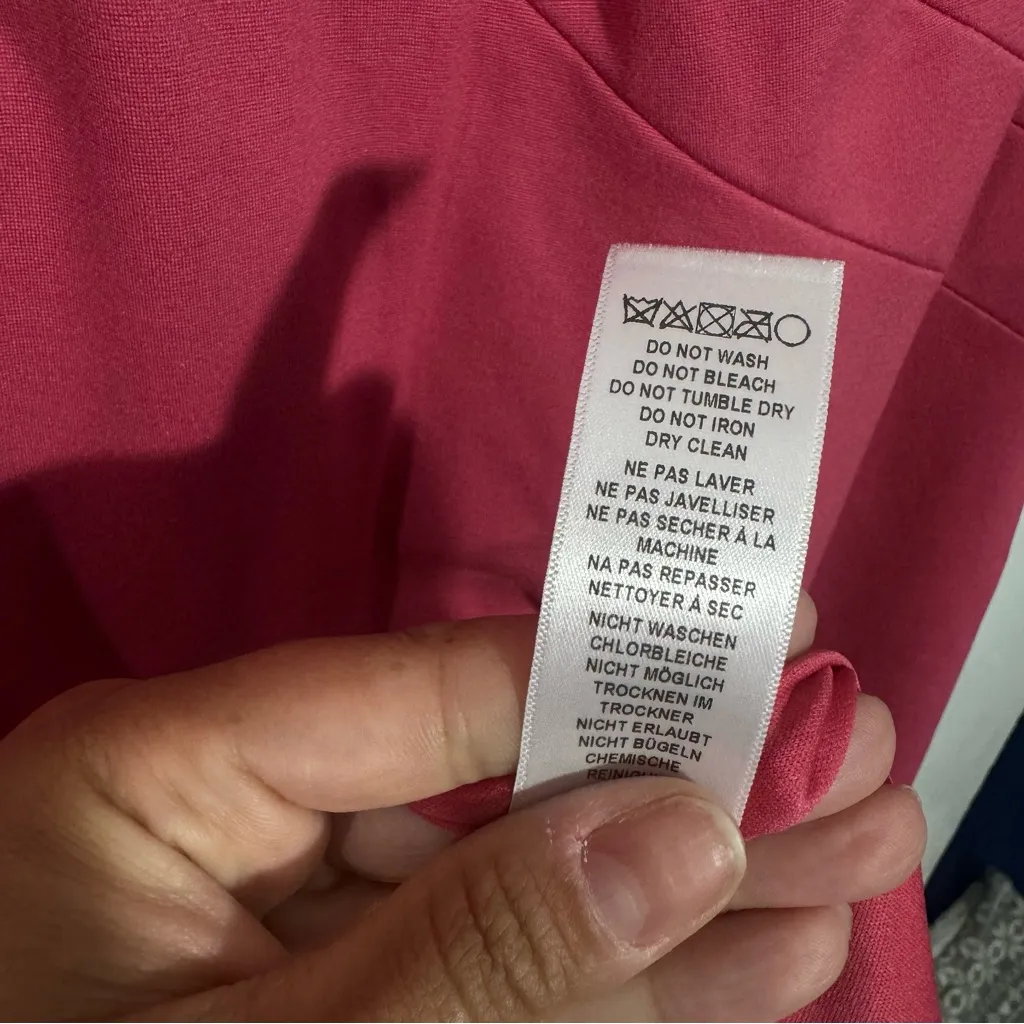 DO NOT WASH
DO NOT BLEACH
DO NOT TUMBLE DRY
DO NOT IRON
DRY CLEAN
NE PAS LAVER
NE PAS JAVELLISER
NE PAS SECHER À LA
MACHINE
NA PAS REPASSER
NETTOYER À SEC
NICHT WASCHEN
CHLORBLEICHE
NICHT MÖGLICH
TROCKNEN IM
TROCKNER
NICHT ERLAUBT
NICHT BÜGELN
CHEMISCHE